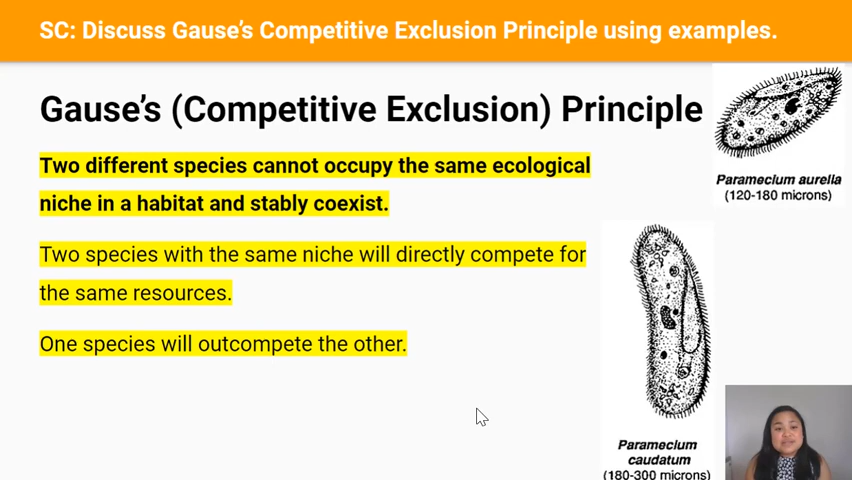 SC: Discuss Gause's Competitive Exclusion Principle using examples.
Gause's (Competitive Exclusion) Principle
Two different species cannot occupy the same ecological
niche in a habitat and stably coexist.
Two species with the same niche will directly compete for
the same resources.
One species will outcompete the other.
Paramecium aurelia
(120-180 microns)
Paramecium
caudatum
(180-300 microns)